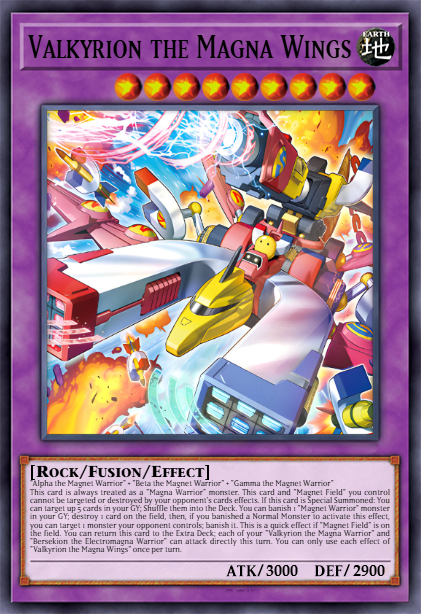 VALKYRION THE MAGNA WINGS
EARTH
地
[ROCK/FUSION/EFFECT]
"Alpha the Magnet Warrior" + "Beta the Magnet Warrior" + "Gamma the Magnet Warrior"
This card is always treated as a "Magna Warrior" monster. This card and "Magnet Field" you control
cannot be targeted or destroyed by your opponent's cards effects. If this card is Special Summoned: You
can target up 5 cards in your GY; Shuffle them into the Deck. You can banish 1 "Magnet Warrior" monster
in your GY; destroy 1 card on the field, then, if you banished a Normal Monster to activate this effect,
you can target 1 monster your opponent controls; banish it. This is a quick effect if "Magnet Field" is on
the field. You can return this card to the Extra Deck; each of your "Valkyrion the Magna Warrior" and
"Bersekion the Electromagna Warrior" can attack directly this turn. You can only use each effect of
"Valkyrion the Magna Wings" once per turn.
ATK/3000 DEF/2900